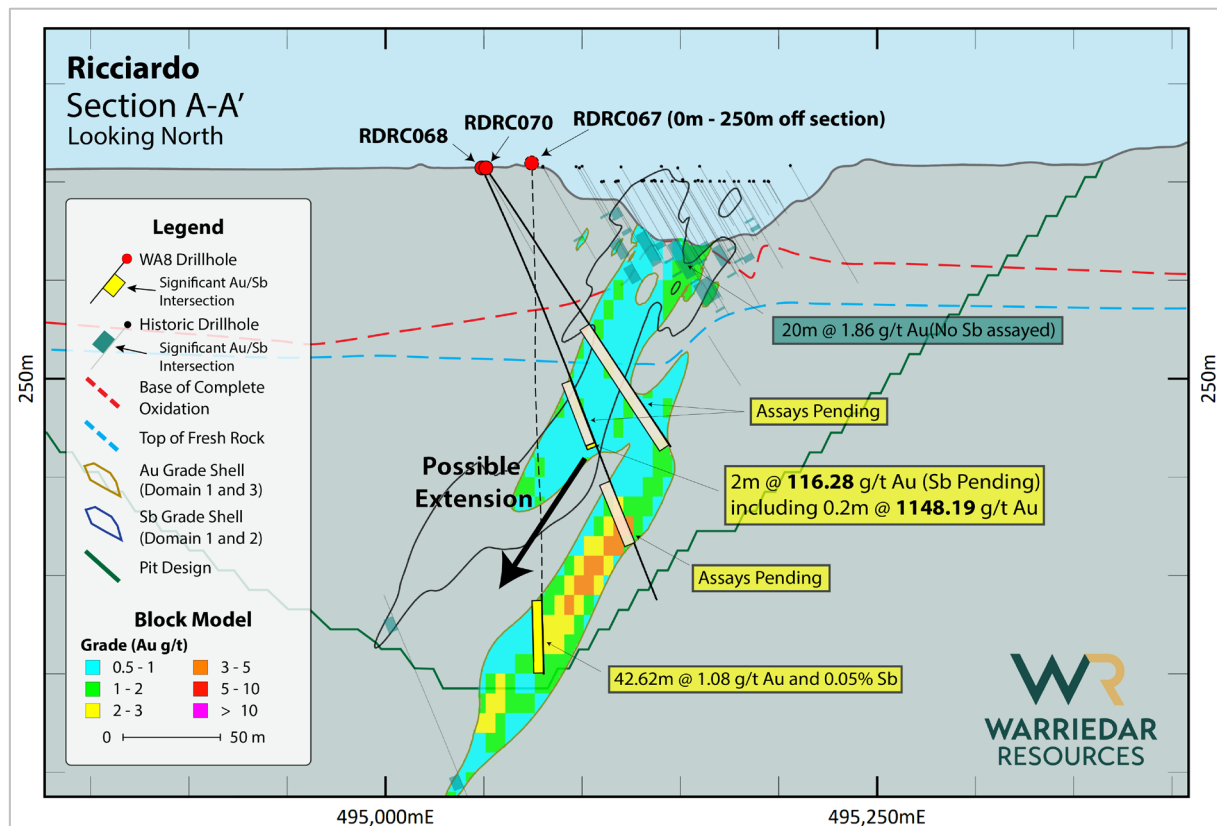 Ricciardo
Section A-A’
Looking North
RDRC068
RDRC070
RDRC067 (0m - 250m off section)
Legend
WA8 Drillhole
Significant Au/Sb
Intersection
Historic Drillhole
Significant Au/Sb
Intersection
Base of Complete
Oxidation
Top of Fresh Rock
Au Grade Shell
(Domain 1 and 3)
Sb Grade Shell
(Domain 1 and 2)
Pit Design
Block Model
Grade (Au g/t)
0.5 - 1
3 - 5
1 - 2
5 - 10
2 - 3
> 10
0
50 m
250m
250m
20m @ 1.86 g/t Au(No Sb assayed)
Assays Pending
Possible
Extension
2m @ 116.28 g/t Au (Sb Pending)
including 0.2m @ 1148.19 g/t Au
Assays Pending
42.62m @ 1.08 g/t Au and 0.05% Sb
WR
WARRIEDAR
RESOURCES
495,000mE
495,250mE